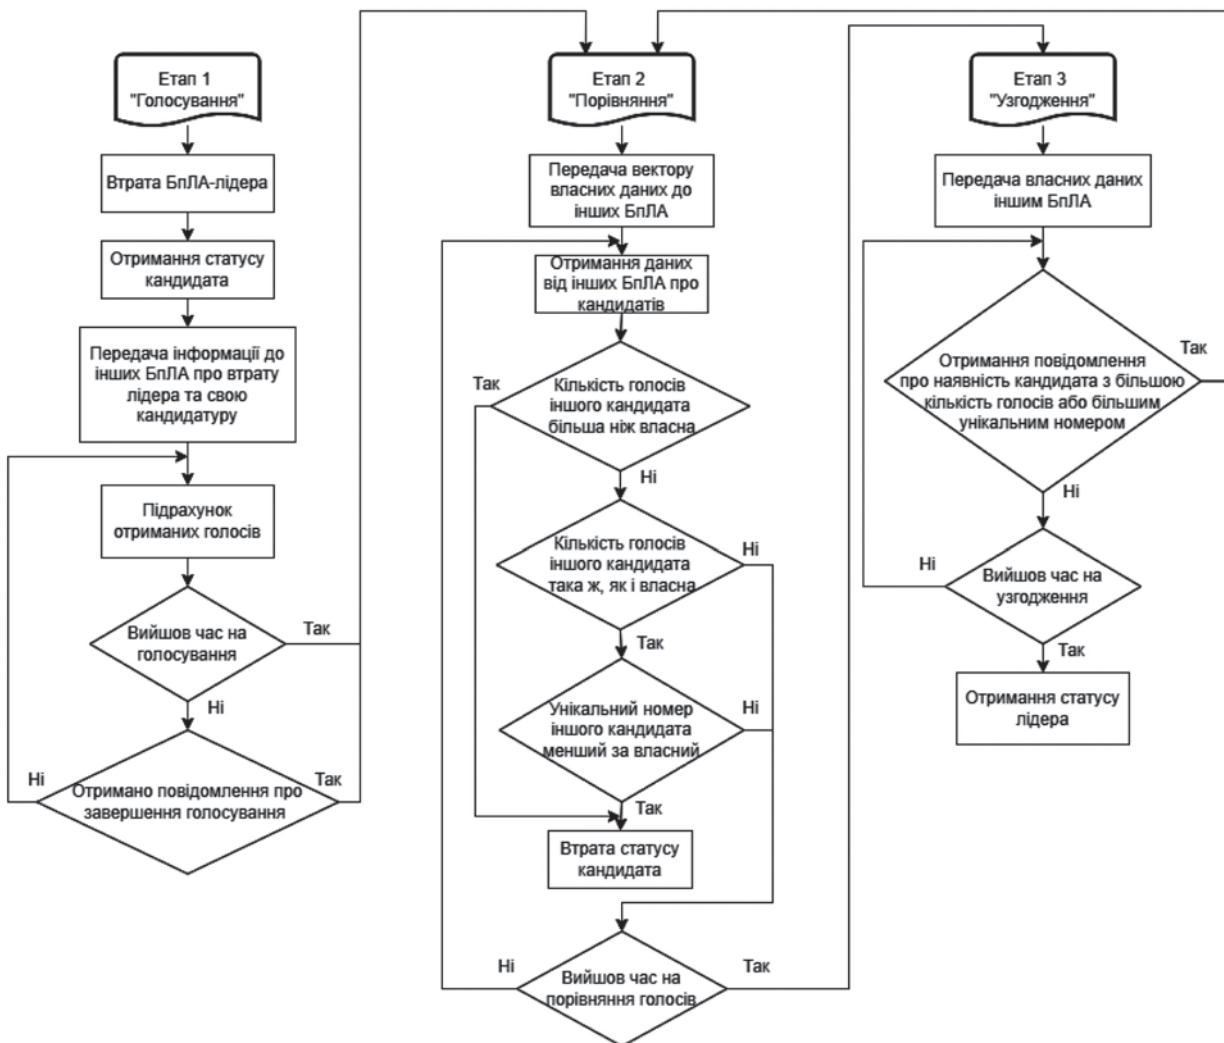 Етап 1
"Голосування"
Втрата БпЛА-лідера
Отримання статусу
кандидата
Передача інформації до
інших БпЛА про втрату
лідера та свою
кандидатуру
Підрахунок
отриманих голосів
Вийшов час на
голосування
Так
Ні
Отримано повідомлення про
завершення голосування
Ні
Так
Етап 2
"Порівняння"
Передача вектору
власних даних до
інших БпЛА
Отримання даних
від інших БпЛА про
кандидатів
Кількість голосів
іншого кандидата
більша ніж власна
Так
Ні
Кількість голосів
іншого кандидата
така ж, як і власна
Ні
Так
Унікальний номер
іншого кандидата
менший за власний
Ні
Так
Втрата статусу
кандидата
Вийшов час на
порівняння голосів
Ні
Так
Етап 3
"Узгодження"
Передача власних даних
іншим БпЛА
Отримання повідомлення
про наявність кандидата з більшою
кількість голосів або більшим
унікальним номером
Так
Ні
Вийшов час на
узгодження
Ні
Так
Отримання статусу
лідера